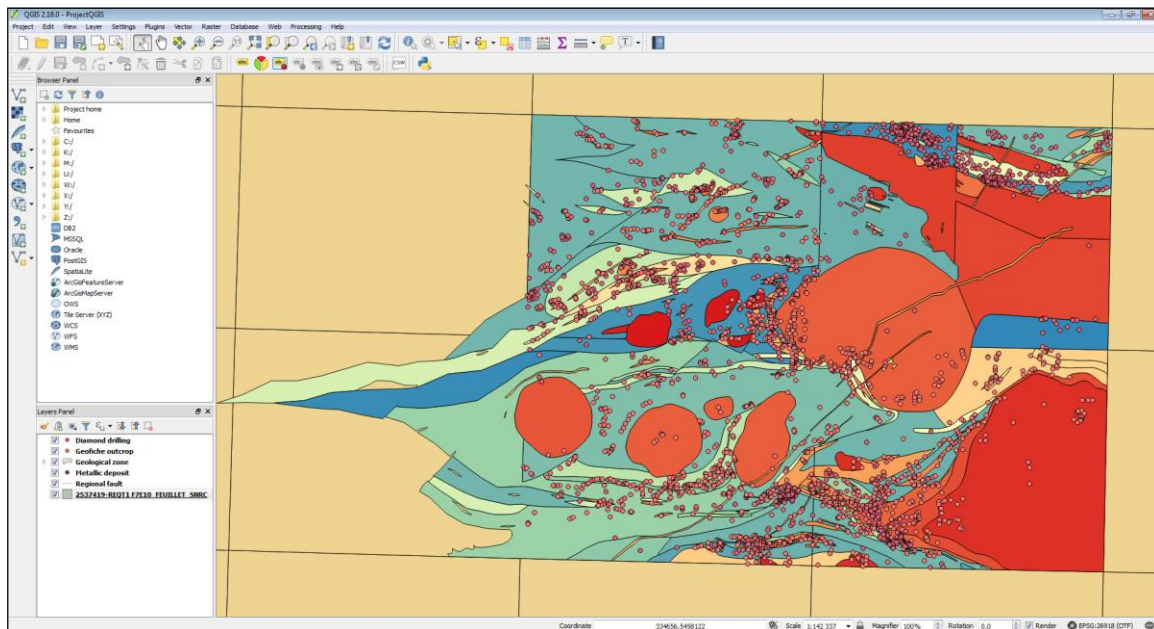 QGIS 2.18.0 - ProjectQGIS
Project Edit View Layer Settings Plugins Vector Raster Database Web Processing Help
Browser Panel
Project home
Home
Favourites
C:/
K:/
M:/
U:/
W:/
X:/
Y:/
Z:/
DB2
MSSQL
Oracle
PostGIS
SpatiaLite
ArcGisFeatureServer
ArcGisMapServer
OWS
Tile Server (XYZ)
WCS
WFS
WMS
Layers Panel
Diamond drilling
Geofiche outcrop
Geological zone
Metallic deposit
Regional fault
2537419-REQT1 F7E10_FEUILLET_SNRC
Coordinate 334656,5458122 Scale 1:142 337 Magnifier 100% Rotation 0,0 Render EPSG:26918 (OTF)